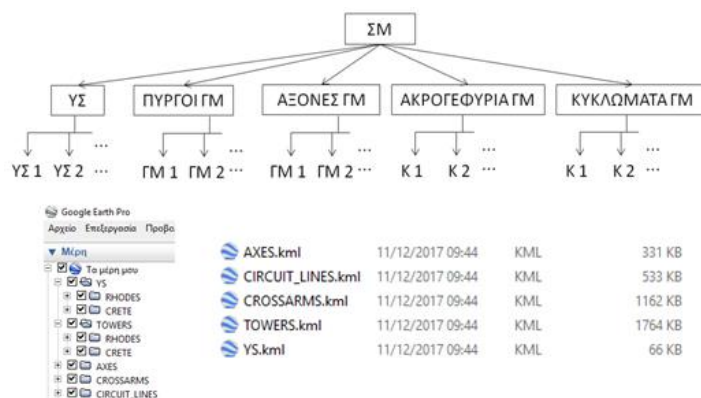 ΣΜ
ΥΣ ΠΥΡΓΟΙ ΓΜ ΑΞΟΝΕΣ ΓΜ ΑΚΡΟΓΕΦΥΡΙΑ ΓΜ ΚΥΚΛΩΜΑΤΑ ΓΜ
... ... ... ... ...
ΥΣ 1 ΥΣ 2 ... ΓΜ 1 ΓΜ 2 ... ΓΜ 1 ΓΜ 2 ... Κ 1 Κ 2 ... Κ 1 Κ 2 ...
Google Earth Pro
Αρχείο Επεξεργασία Προβο
Μέρη
Τα μέρη μου
YS
RHODES
CRETE
TOWERS
RHODES
CRETE
AXES
CROSSARMS
CIRCUIT_LINES
AXES.kml 11/12/2017 09:44 KML 331 KB
CIRCUIT_LINES.kml 11/12/2017 09:44 KML 533 KB
CROSSARMS.kml 11/12/2017 09:44 KML 1162 KB
TOWERS.kml 11/12/2017 09:44 KML 1764 KB
YS.kml 11/12/2017 09:44 KML 66 KB